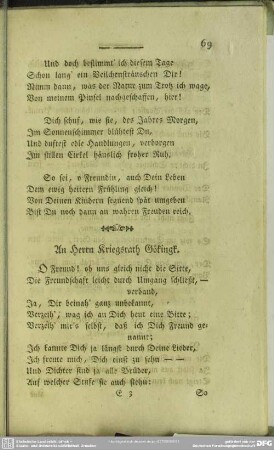 69
Und doch bestimmt' ich diesem Tage
Schon lang' ein Veilchensträuschen Dir!
Nimm dann, was der Natur zum Trotz ich wage,
Von meinem Pinsel nachgeschaffen, hier!
Dich schuf, wie sie, des Jahres Morgen,
Im Sonnenschimmer blühtest Du,
Und duftest edle Handlungen, verborgen
Im stillen Cirkel häuslich froher Ruh.
So sei, o Freundin, auch Dein Leben
Dem ewig heitern Frühling gleich!
Von Deinen Kindern segnend spät umgeben
Bist Du noch dann an wahren Freuden reich.
An Herrn Kriegsrath Gökingk.
O Freund! ob uns gleich nicht die Sitte,
Die Freundschaft leicht durch Umgang schliesst, —
verband,
Ja, Dir beinah' ganz unbekannt,
Verzeih', wag ich an Dich heut eine Bitte;
Verzeih' mir's selbst, daß ich Dich Freund ge-
nannt;
Ich kannte Dich ja längst durch Deine Lieder,
Ich freute mich, Dich einst zu sehn — —
Und Dichter sind ja alle Brüder,
Auf welcher Stufe sie auch stehn:
E 3
So